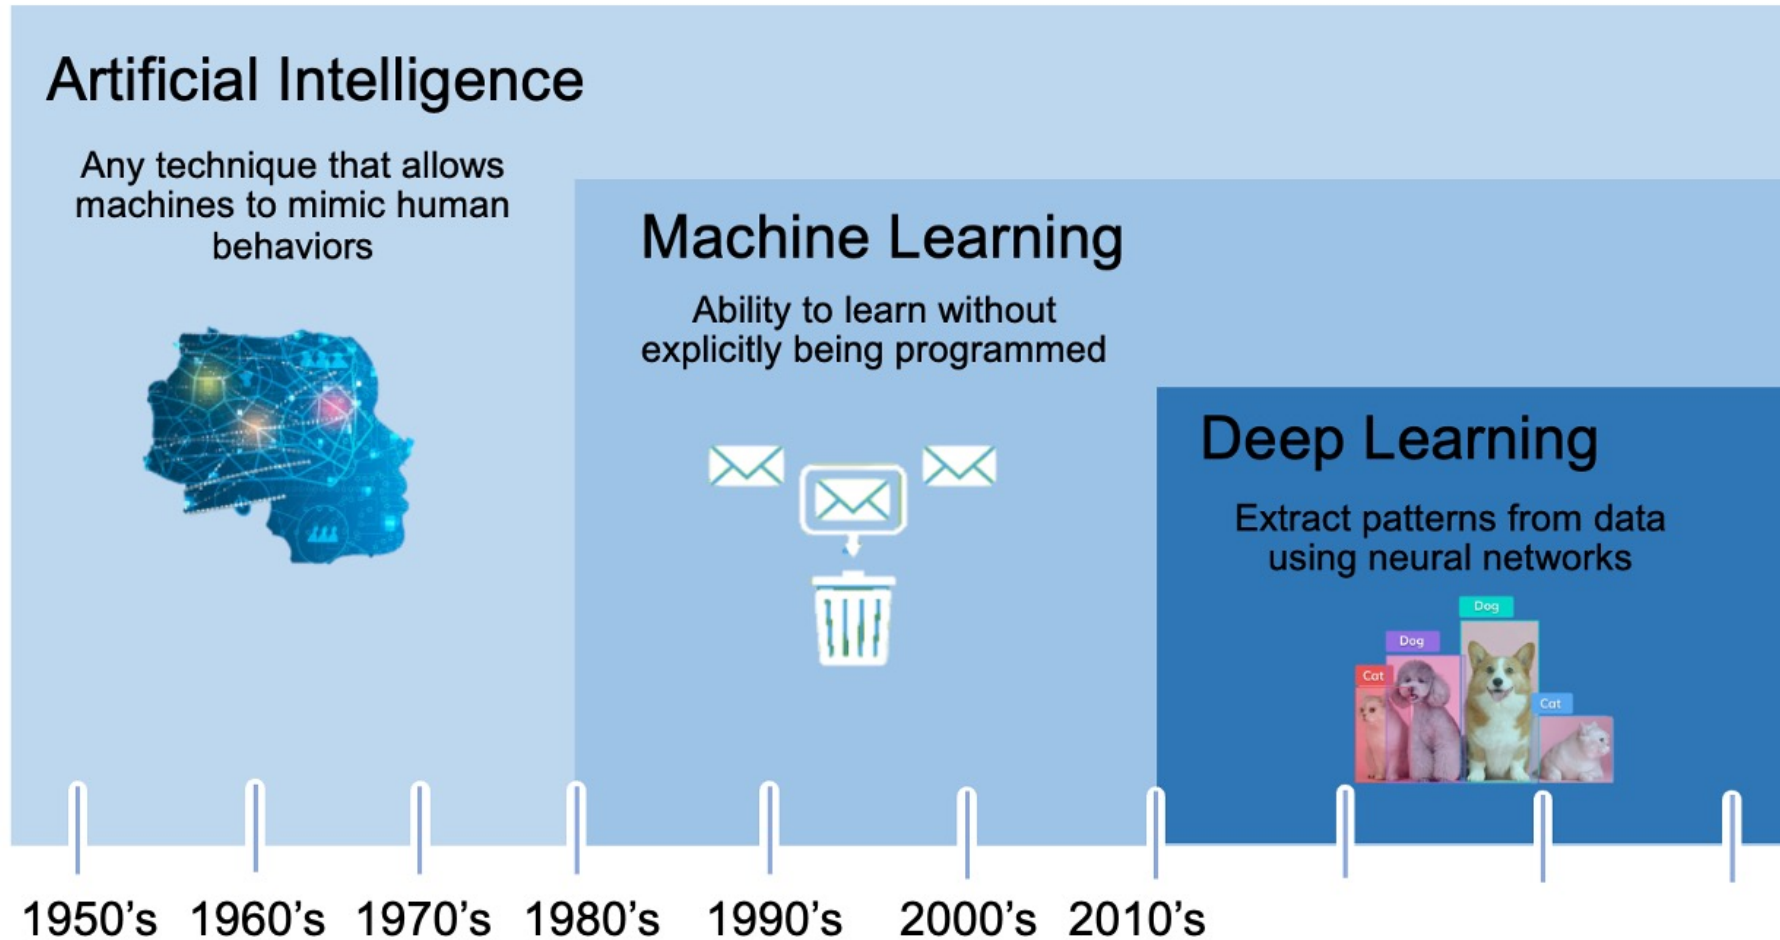 Artificial Intelligence
Any technique that allows
machines to mimic human
behaviors
Machine Learning
Ability to learn without
explicitly being programmed
Deep Learning
Extract patterns from data
using neural networks
Dog
Dog
Cat
Cat
1950's 1960's 1970's 1980's 1990's 2000's 2010's